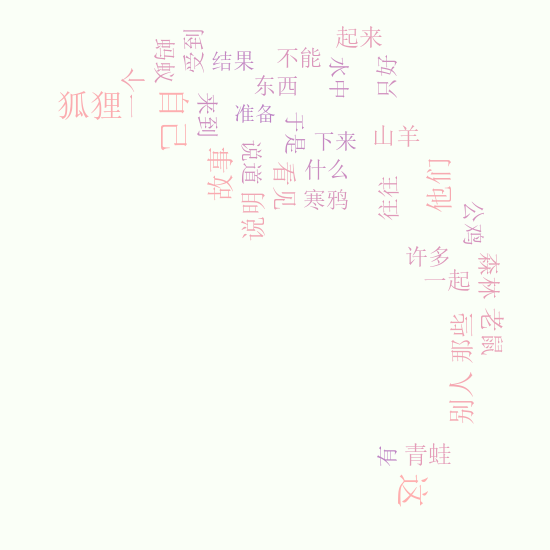 起来
蚂蚁
感受
结果
不能
水中
只好
一个
东西
狐狸
自己
来到
准备
于是
下来
山羊
故事
说道
看见
什么
说明
寒鸦
往往
他们
公鸡
许多
森林
一起
那些
老鼠
别人
有
青蛙
这